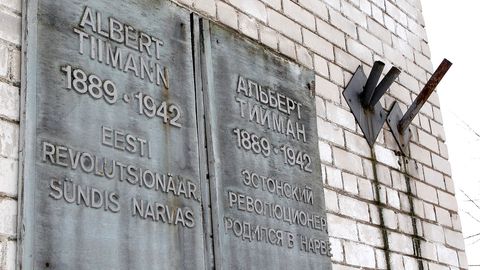 ALBERT
TIIMANN
1889 · 1942
EESTI
REVOLUTSIONÄÄR.
SÜNDIS NARVAS
АЛЬБЕРТ
ТИЙМАН
1889 · 1942
ЭСТОНСКИЙ
РЕВОЛЮЦИОНЕР.
РОДИЛСЯ В НАРВЕ